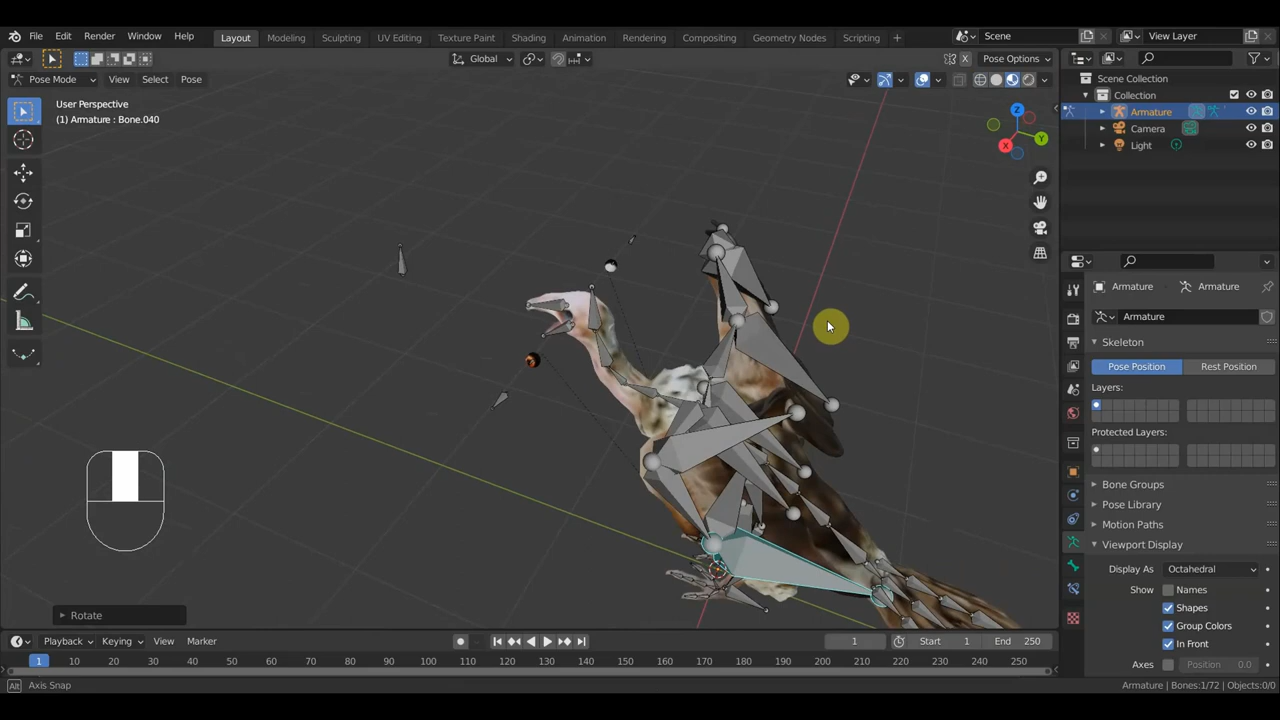 File Edit Render Window Help Layout Modeling Sculpting UV Editing Texture Paint Shading Animation Rendering Compositing Geometry Nodes Scripting + Scene View Layer
Global X Pose Options
Pose Mode View Select Pose
User Perspective
(1) Armature : Bone.040
Z
Y
X
Scene Collection
Collection
Armature
Camera
Light
Armature Armature
Armature
Skeleton
Pose Position Rest Position
Layers:
Protected Layers:
Bone Groups
Pose Library
Motion Paths
Viewport Display
Display As Octahedral
Show Names
Shapes
Group Colors
In Front
Axes Position 0.0
Rotate
Playback Keying View Marker 1 Start 1 End 250
1 10 20 30 40 50 60 70 80 90 100 110 120 130 140 150 160 170 180 190 200 210 220 230 240 250
Alt Axis Snap Armature | Bones:1/72 | Objects:0/0